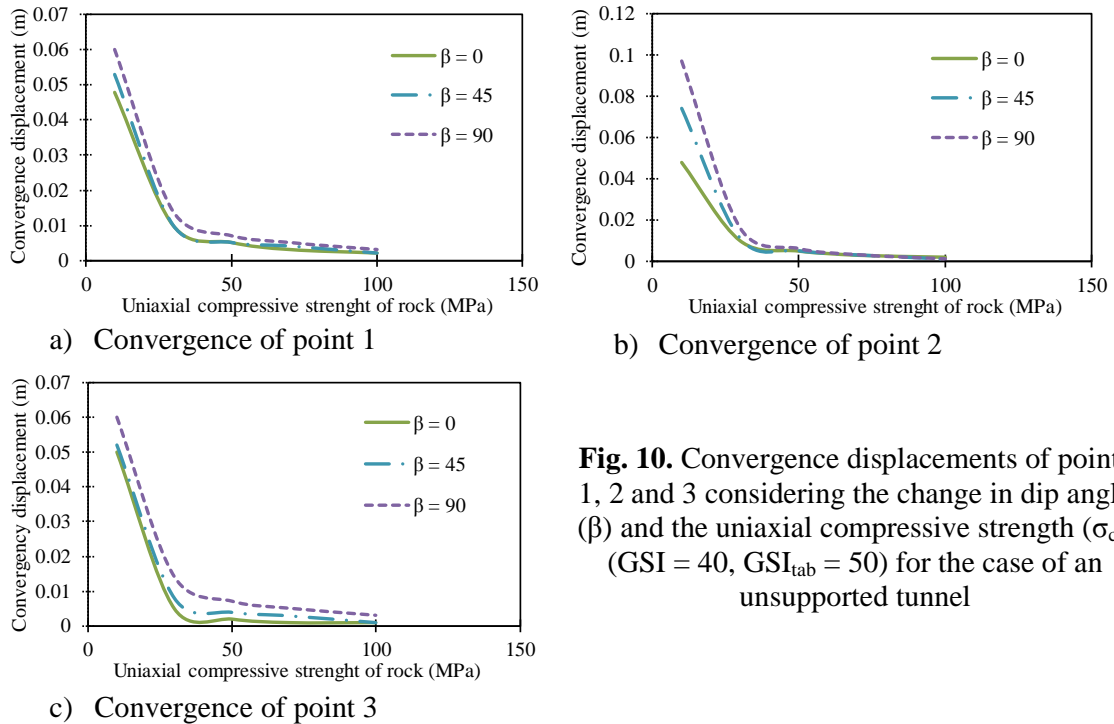 0.07
0.06
0.05
0.04
0.03
0.02
0.01
0
Convergence displacement (m)
β = 0
β = 45
β = 90
0 50 100 150
Uniaxial compressive strenght of rock (MPa)
a) Convergence of point 1
0.12
0.1
0.08
0.06
0.04
0.02
0
Convergence displacement (m)
β = 0
β = 45
β = 90
0 50 100 150
Uniaxial compressive strenght of rock (MPa)
b) Convergence of point 2
0.07
0.06
0.05
0.04
0.03
0.02
0.01
0
Convergency displacement (m)
β = 0
β = 45
β = 90
0 50 100 150
Uniaxial compressive strenght of rock (MPa)
c) Convergence of point 3
Fig. 10. Convergence displacements of point
1, 2 and 3 considering the change in dip angl
(β) and the uniaxial compressive strength (σc
(GSI = 40, GSItab = 50) for the case of an
unsupported tunnel